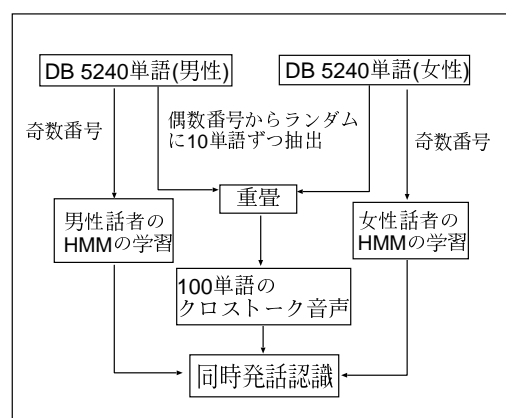 DB 5240単語(男性)
DB 5240単語(女性)
奇数番号
偶数番号からランダム
に10単語ずつ抽出
奇数番号
重畳
男性話者の
HMMの学習
女性話者の
HMMの学習
100単語の
クロストーク音声
同時発話認識